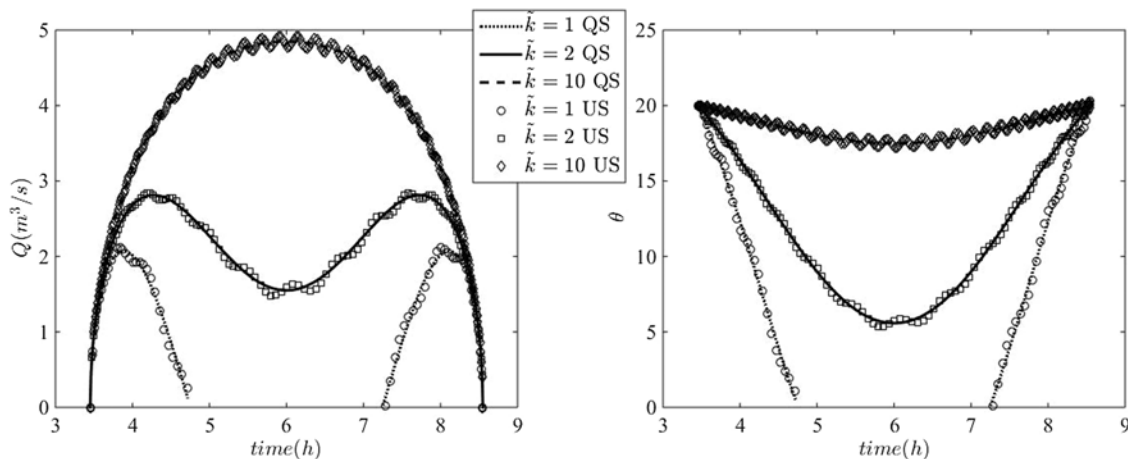 5
4
3
2
1
0
Q(m³/s)
3 4 5 6 7 8 9
time(h)
k̃ = 1 QS
k̃ = 2 QS
k̃ = 10 QS
k̃ = 1 US
k̃ = 2 US
k̃ = 10 US
25
20
15
10
5
0
θ
3 4 5 6 7 8 9
time(h)